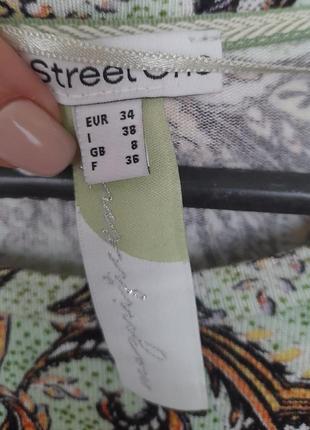 Street One
EUR 34
I 38
GB 8
F 36